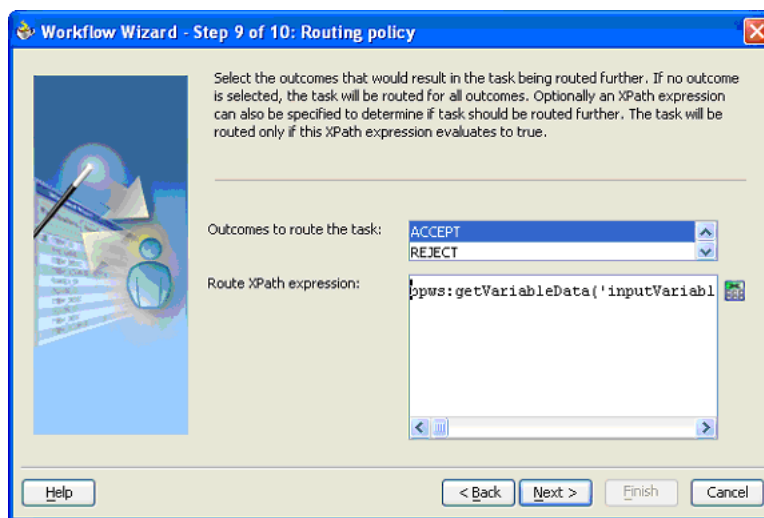 Workflow Wizard - Step 9 of 10: Routing policy
Select the outcomes that would result in the task being routed further. If no outcome
is selected, the task will be routed for all outcomes. Optionally an XPath expression
can also be specified to determine if task should be routed further. The task will be
routed only if this XPath expression evaluates to true.
Outcomes to route the task:
ACCEPT
REJECT
Route XPath expression:
bpws:getVariableData('inputVariabl
Help
< Back
Next >
Finish
Cancel